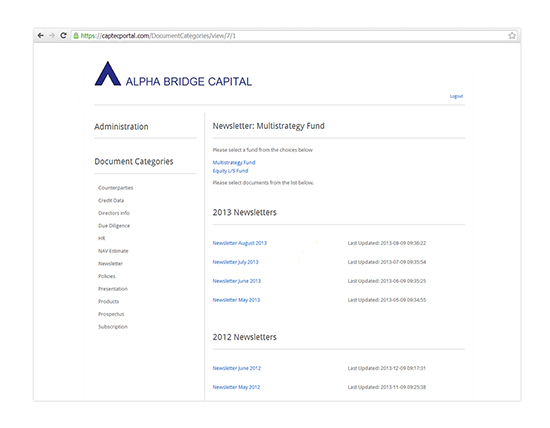 https://captecportal.com/DocumentCategories/view/7/1
ALPHA BRIDGE CAPITAL
Logout
Administration
Document Categories
Counterparties
Credit Data
Directors Info
Due Diligence
HR
NAV Estimate
Newsletter
Policies
Presentation
Products
Prospectus
Subscription
Newsletter: Multistrategy Fund
Please select a fund from the choices below
Multistrategy Fund
Equity L/S Fund
Please select documents from the list below.
2013 Newsletters
Newsletter August 2013 Last Updated: 2013-08-09 09:36:22
Newsletter July 2013 Last Updated: 2013-07-09 09:35:54
Newsletter June 2013 Last Updated: 2013-06-09 09:35:25
Newsletter May 2013 Last Updated: 2013-05-09 09:34:55
2012 Newsletters
Newsletter June 2012 Last Updated: 2013-12-09 09:17:31
Newsletter May 2012 Last Updated: 2013-11-09 09:25:38